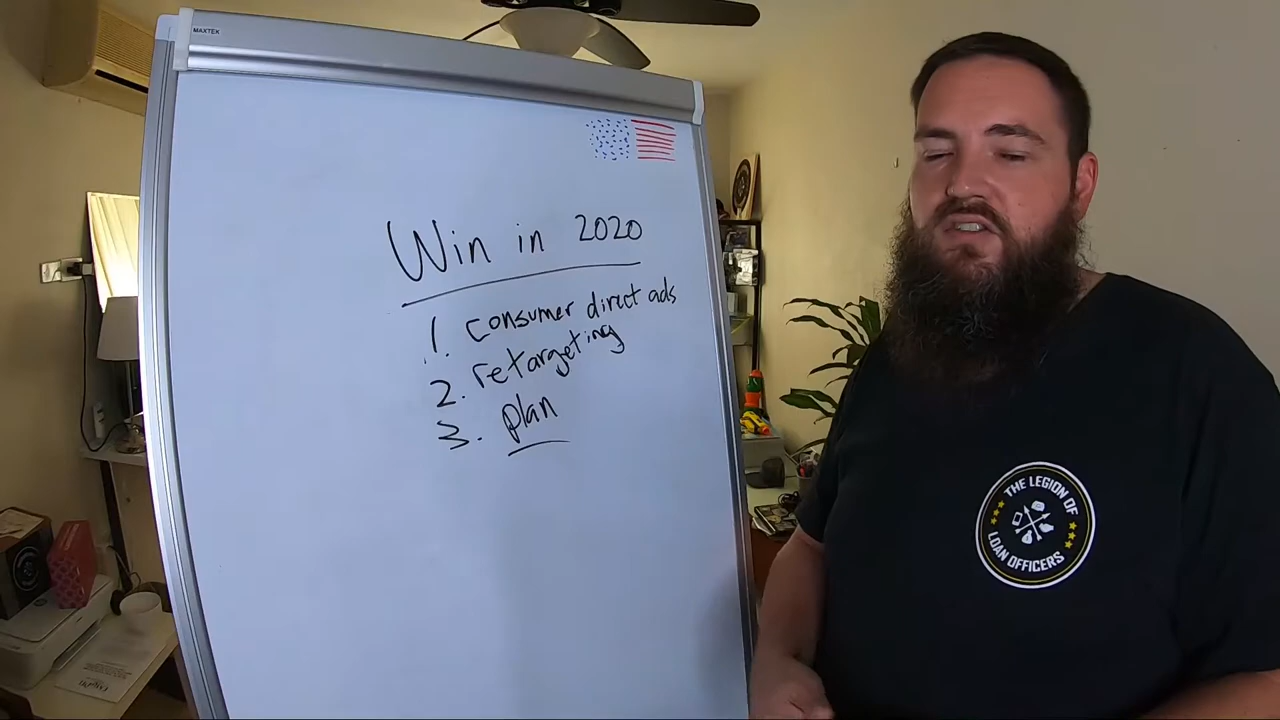 MAXTEK
Win in 2020
1. consumer direct ads
2. retargeting
3. plan
THE LEGION OF
LOAN OFFICERS